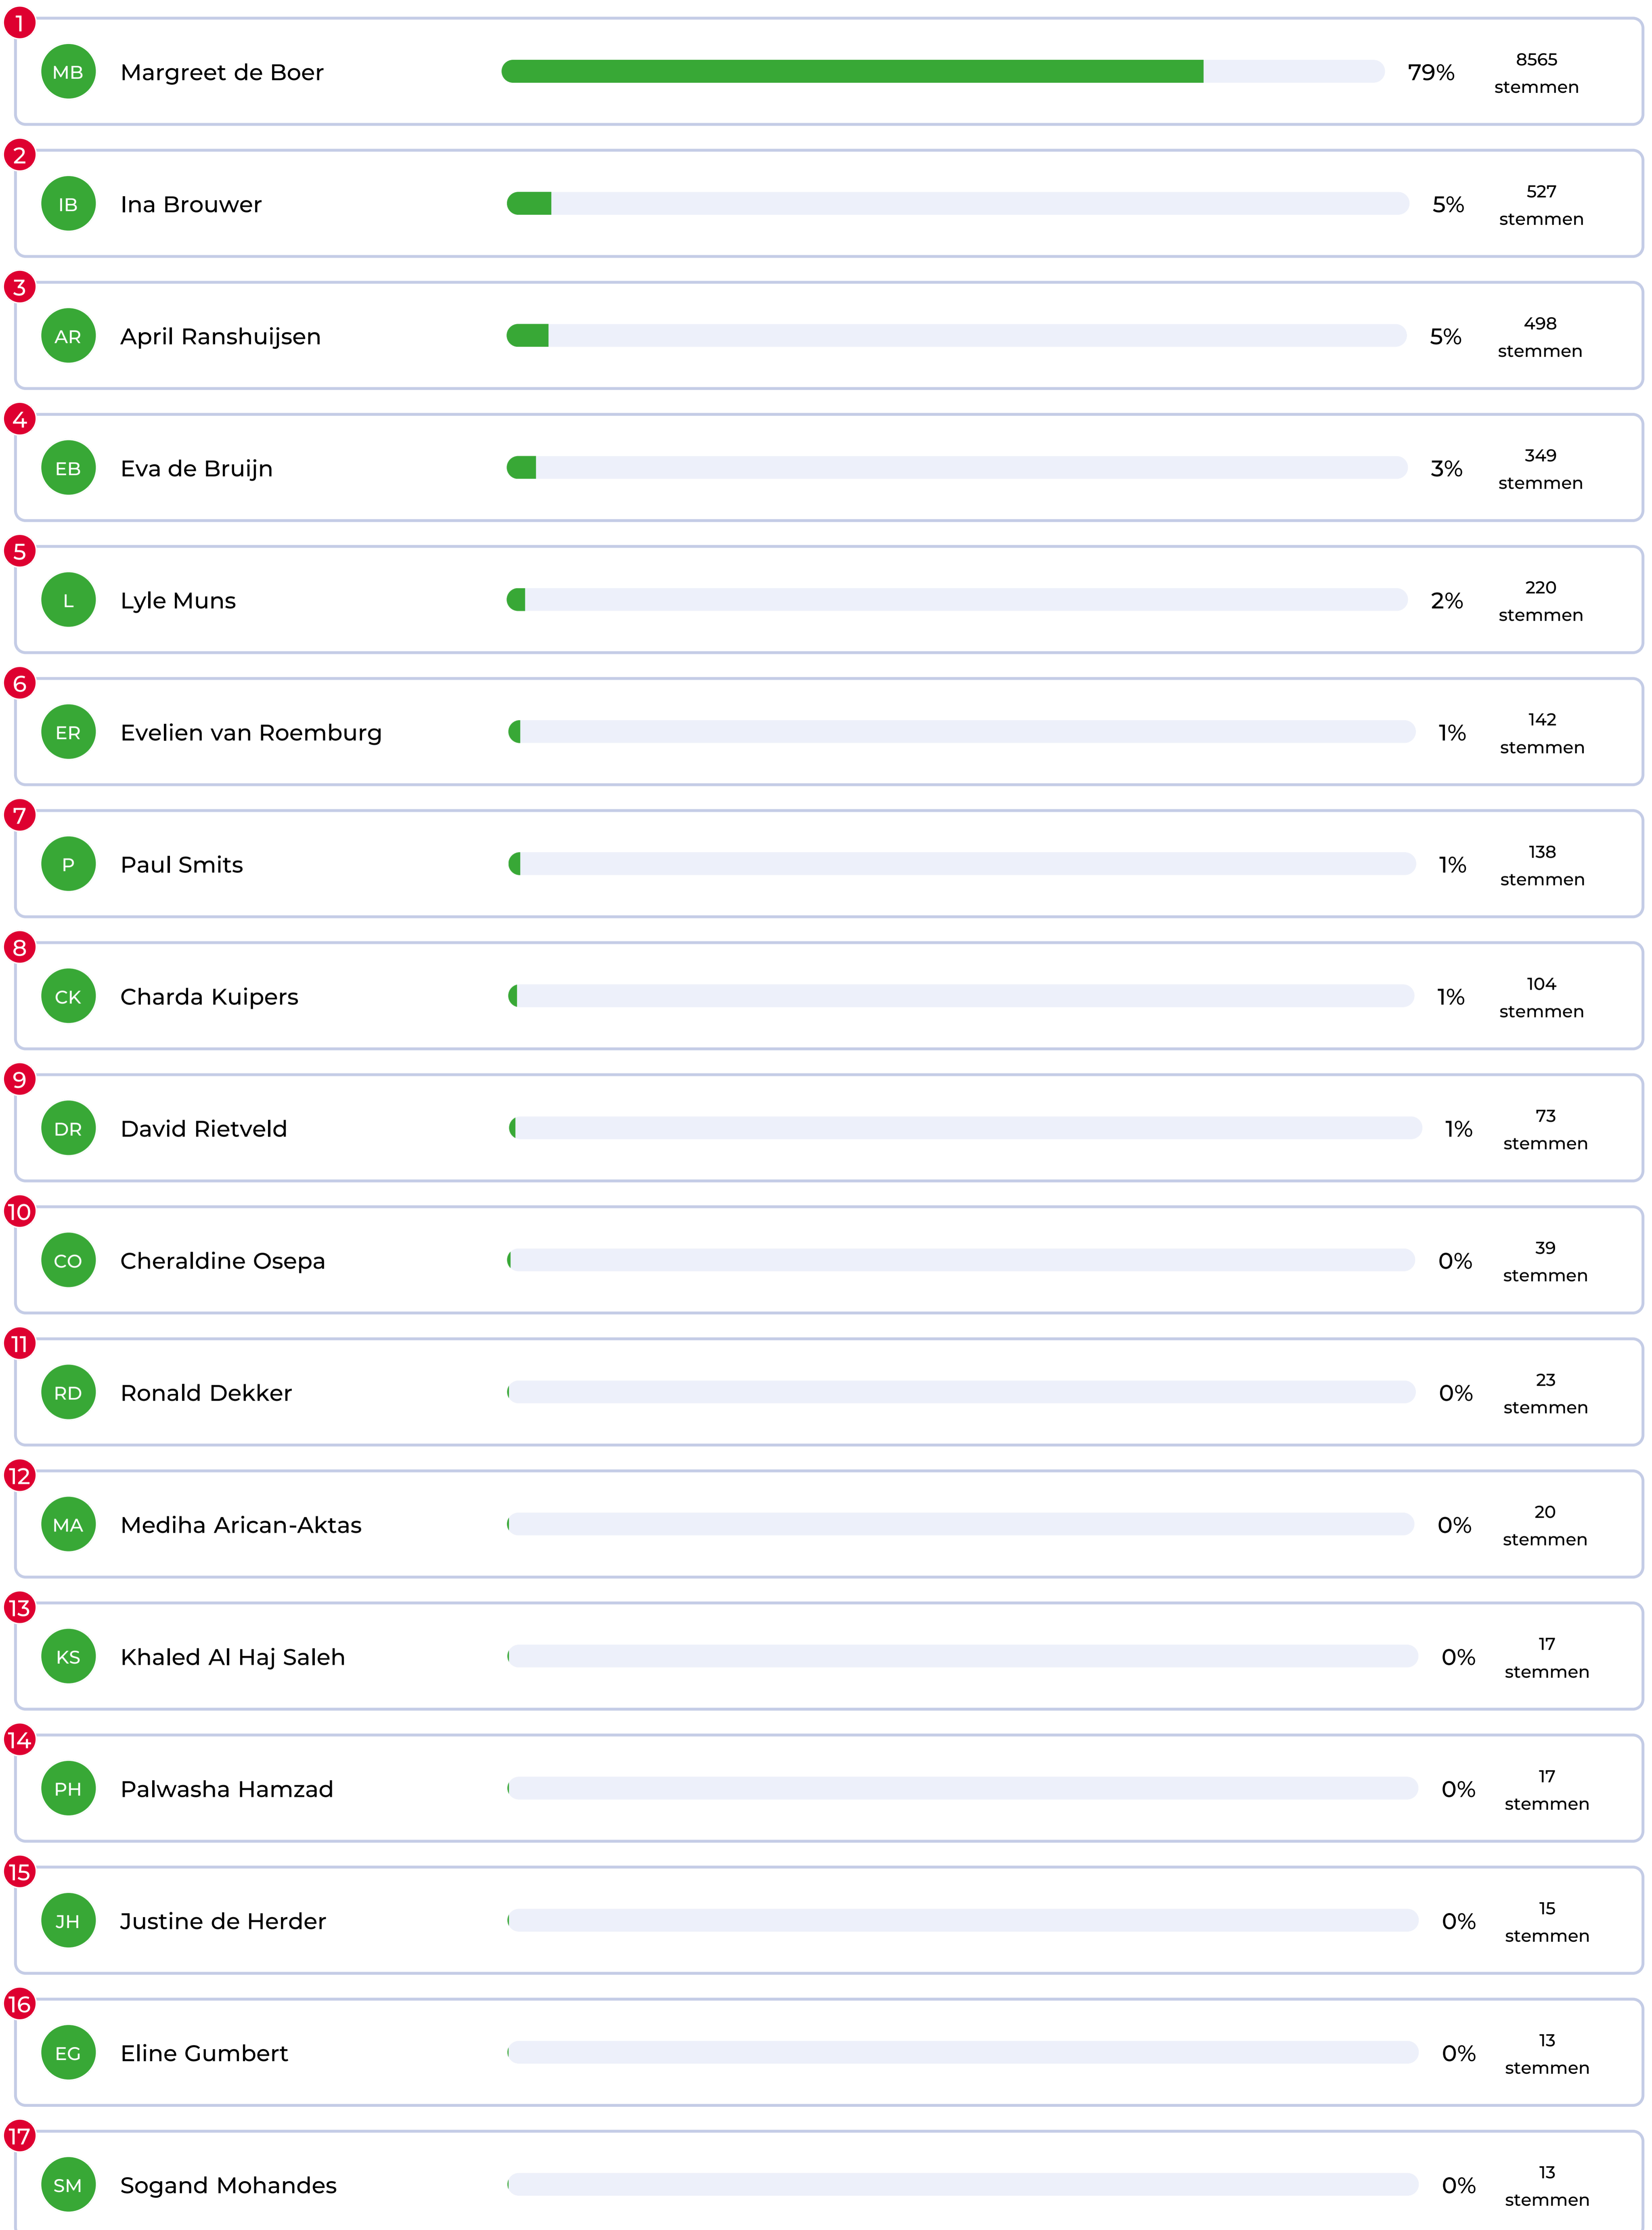 1
MB Margreet de Boer 79% 8565 stemmen
2
IB Ina Brouwer 5% 527 stemmen
3
AR April Ranshuijsen 5% 498 stemmen
4
EB Eva de Bruijn 3% 349 stemmen
5
L Lyle Muns 2% 220 stemmen
6
ER Evelien van Roemburg 1% 142 stemmen
7
P Paul Smits 1% 138 stemmen
8
CK Charda Kuipers 1% 104 stemmen
9
DR David Rietveld 1% 73 stemmen
10
CO Cheraldine Osepa 0% 39 stemmen
11
RD Ronald Dekker 0% 23 stemmen
12
MA Mediha Arican-Aktas 0% 20 stemmen
13
KS Khaled Al Haj Saleh 0% 17 stemmen
14
PH Palwasha Hamzad 0% 17 stemmen
15
JH Justine de Herder 0% 15 stemmen
16
EG Eline Gumbert 0% 13 stemmen
17
SM Sogand Mohandes 0% 13 stemmen